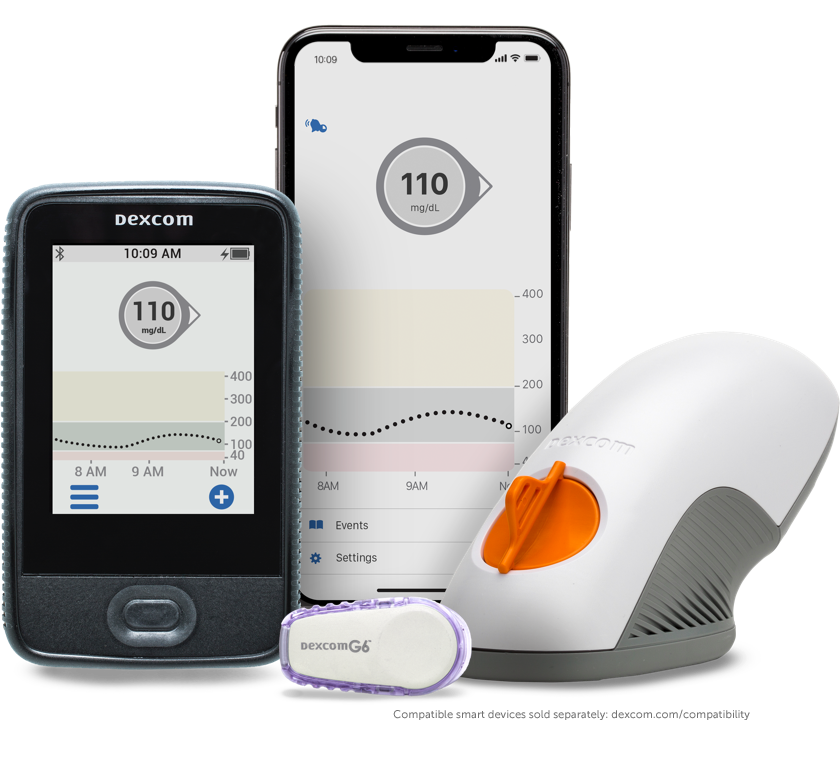 10:09
110
mg/dL
400
300
200
100
8AM
9AM
Events
Settings
DEXCOM
10:09 AM
110
mg/dL
400
300
200
100
40
8 AM
9 AM
Now
DEXCOM
DEXCOMG6
Compatible smart devices sold separately: dexcom.com/compatibility